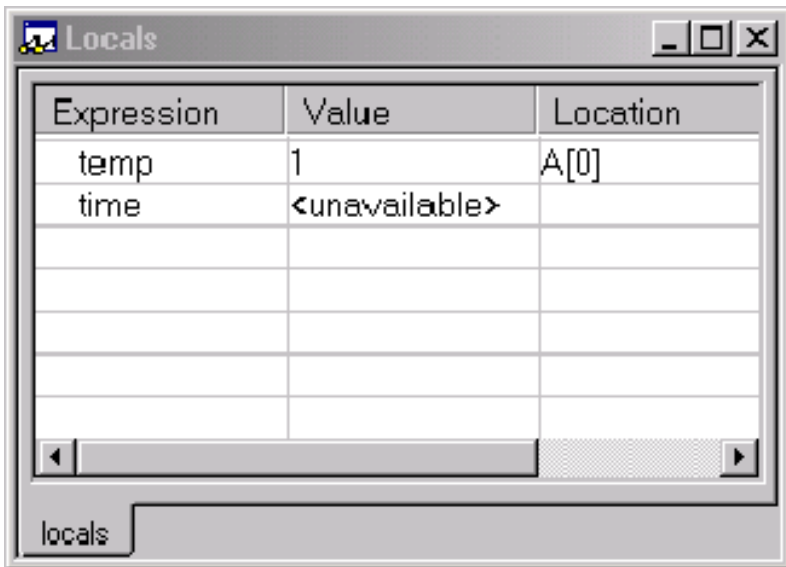 Locals
Expression Value Location
temp 1 A[0]
time <unavailable>
locals